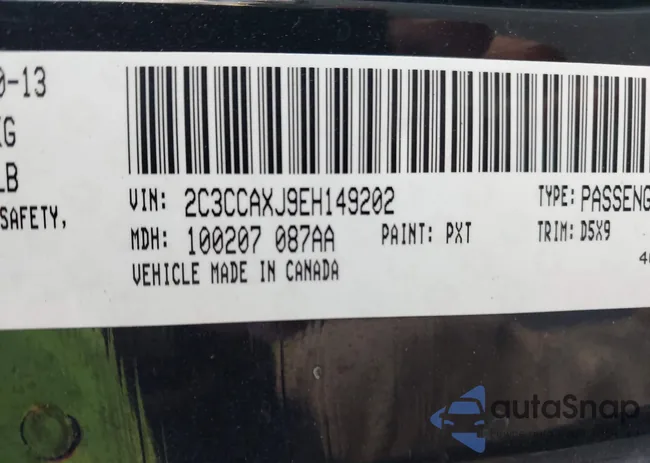 0-13
KG
LB
SAFETY,
VIN: 2C3CCAXJ9EH149202
TYPE: PASSENG
MDH: 100207 087AA
PAINT: PXT
TRIM: D5X9
VEHICLE MADE IN CANADA
autoSnap